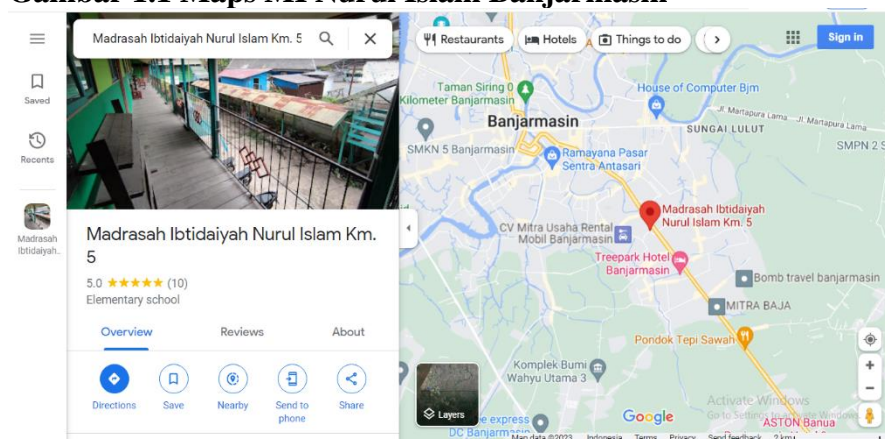 Gambar 1.1 Maps MI Nurul Islam Banjarmasin
Madrasah Ibtidaiyah Nurul Islam Km. 5
Saved
Recents
Madrasah
Ibtidaiyah..
Madrasah Ibtidaiyah Nurul Islam Km.
5
5.0 ★★★★★ (10)
Elementary school
Overview
Reviews
About
Directions
Save
Nearby
Send to
phone
Share
Restaurants
Hotels
Things to do
Sign in
Taman Siring 0
Kilometer Banjarmasin
House of Computer Bjm
Jl. Martapura Lama
Jl. Martapura Lama
Banjarmasin
SUNGAI LULUT
SMKN 5 Banjarmasin
SMPN 2 S
Ramayana Pasar
Sentra Antasari
Madrasah Ibtidaiyah
Nurul Islam Km. 5
CV Mitra Usaha Rental
Mobil Banjarmasin
Treepark Hotel
Banjarmasin
Bomb travel banjarmasin
MITRA BAJA
Pondok Tepi Sawah
Komplek Bumi
Wahyu Utama 3
Layers
e express
DC Banjarmasin
Google
Activate Windows
Go to Settings to activate Windows
ASTON Banua
Map data ©2023
Indonesia
Terms
Privacy
Send feedback
2 km